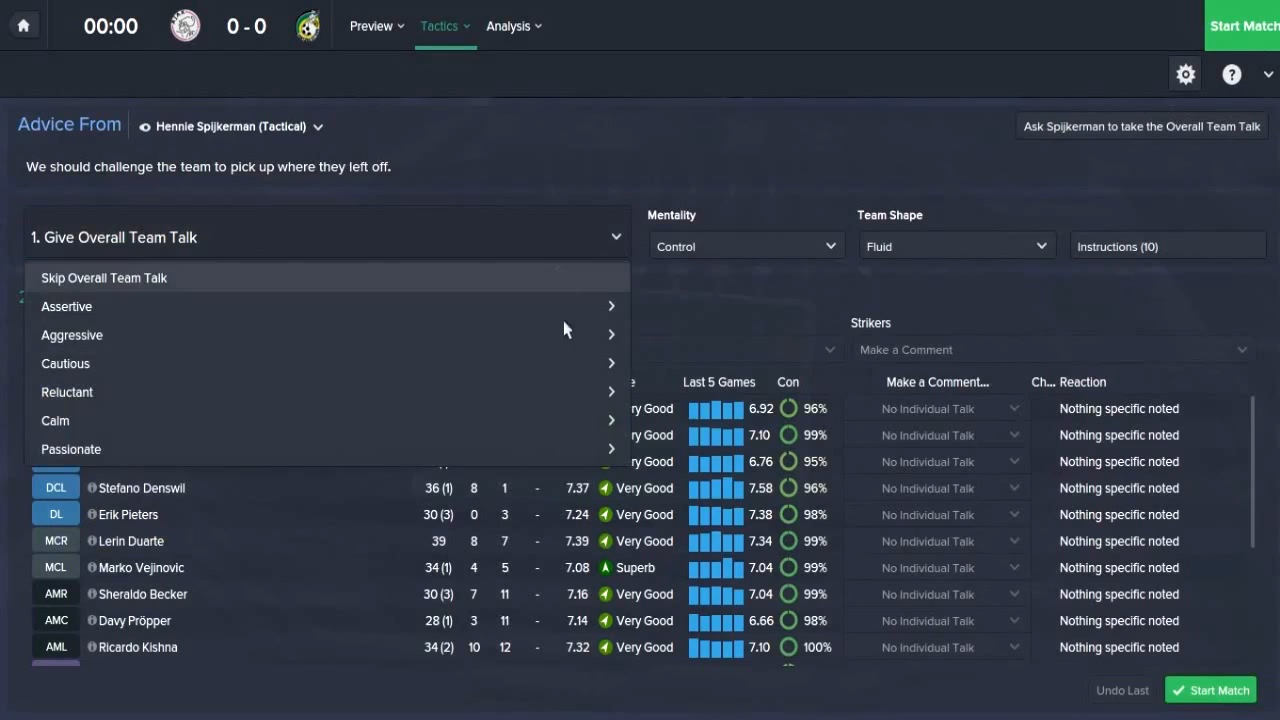 00:00 0 - 0 Preview Tactics Analysis Start Match
?
Advice From Hennie Spijkerman (Tactical) Ask Spijkerman to take the Overall Team Talk
We should challenge the team to pick up where they left off.
Mentality Team Shape
1. Give Overall Team Talk Control Fluid Instructions (10)
Skip Overall Team Talk
Assertive
Aggressive Strikers
Make a Comment
Cautious
Last 5 Games Con Make a Comment... Ch... Reaction
Reluctant
ry Good 6.92 96% No Individual Talk Nothing specific noted
Calm
ry Good 7.10 99% No Individual Talk Nothing specific noted
Passionate
ry Good 6.76 95% No Individual Talk Nothing specific noted
DCL Stefano Denswil 36 (1) 8 1 - 7.37 Very Good 7.58 96% No Individual Talk Nothing specific noted
DL Erik Pieters 30 (3) 0 3 - 7.24 Very Good 7.38 98% No Individual Talk Nothing specific noted
MCR Lerin Duarte 39 8 7 - 7.39 Very Good 7.34 99% No Individual Talk Nothing specific noted
MCL Marko Vejinovic 34 (1) 4 5 - 7.08 Superb 7.04 99% No Individual Talk Nothing specific noted
AMR Sheraldo Becker 30 (3) 7 11 - 7.16 Very Good 7.04 99% No Individual Talk Nothing specific noted
AMC Davy Pröpper 28 (1) 3 11 - 7.14 Very Good 6.66 98% No Individual Talk Nothing specific noted
AML Ricardo Kishna 34 (2) 10 12 - 7.32 Very Good 7.10 100% No Individual Talk Nothing specific noted
Undo Last Start Match